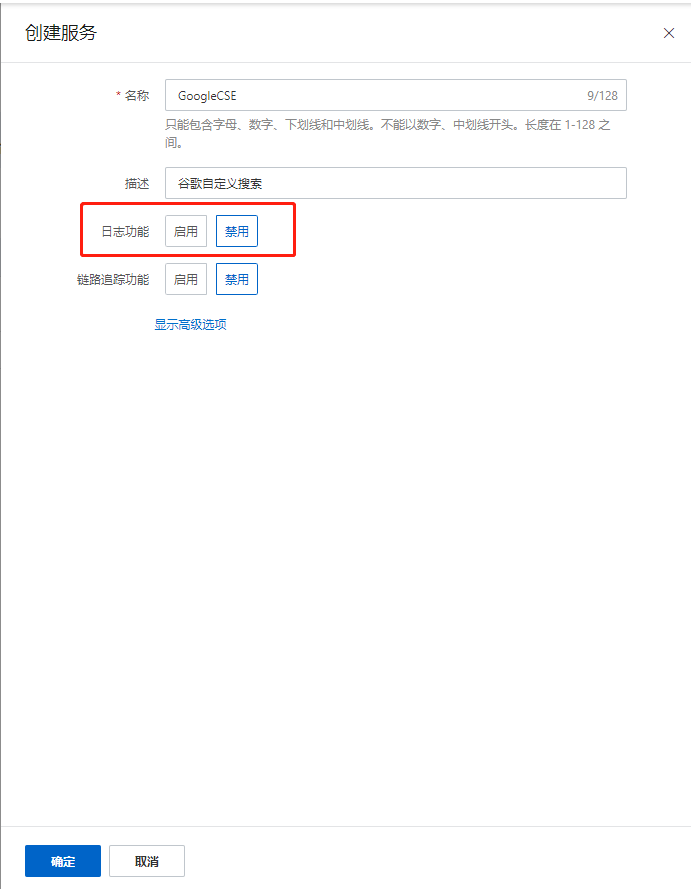 创建服务
* 名称
GoogleCSE
9/128
只能包含字母、数字、下划线和中划线。不能以数字、中划线开头。长度在 1-128 之
间。
描述
谷歌自定义搜索
日志功能 启用 禁用
链路追踪功能 启用 禁用
显示高级选项
确定 取消